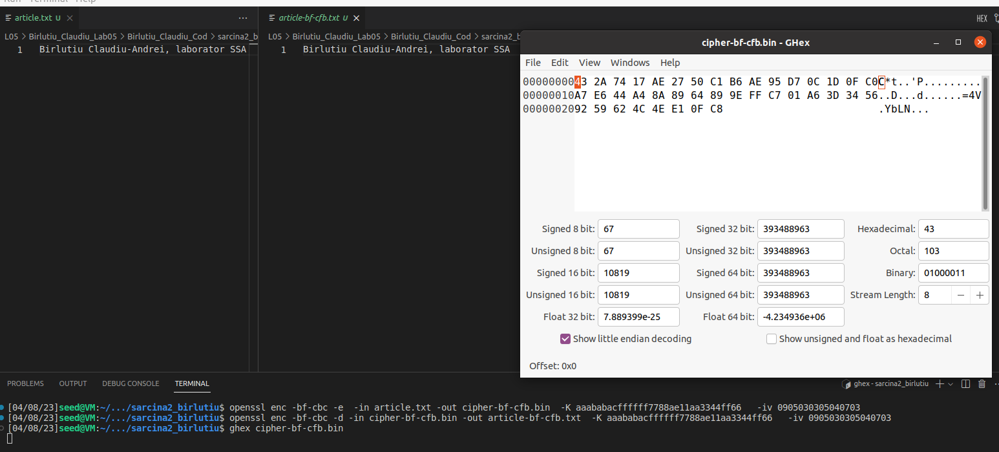 Run Terminal Help
article.txt U
article-bf-cfb.txt U
HEX
L05 > Birlutiu_Claudiu_Lab05 > Birlutiu_Claudiu_Cod > sarcina2_b
L05 > Birlutiu_Claudiu_Lab05 > Birlutiu_Claudiu_Cod > sarcina2_b
1 Birlutiu Claudiu-Andrei, laborator SSA
1 Birlutiu Claudiu-Andrei, laborator SSA
cipher-bf-cfb.bin - GHex
File Edit View Windows Help
00000000 43 2A 74 17 AE 27 50 C1 B6 AE 95 D7 0C 1D 0F C0 C*t..'P.........
00000010 A7 E6 44 A4 8A 89 64 89 9E FF C7 01 A6 3D 34 56 ..D...d......=4V
00000020 92 59 62 4C 4E E1 0F C8 .YbLN...
Signed 8 bit: 67 Signed 32 bit: 393488963 Hexadecimal: 43
Unsigned 8 bit: 67 Unsigned 32 bit: 393488963 Octal: 103
Signed 16 bit: 10819 Signed 64 bit: 393488963 Binary: 01000011
Unsigned 16 bit: 10819 Unsigned 64 bit: 393488963 Stream Length: 8 − +
Float 32 bit: 7.889399e-25 Float 64 bit: -4.234936e+06
Show little endian decoding Show unsigned and float as hexadecimal
Offset: 0x0
PROBLEMS OUTPUT DEBUG CONSOLE TERMINAL
ghex - sarcina2_birlutiu
[04/08/23]seed@VM:~/.../sarcina2_birlutiu$ openssl enc -bf-cbc -e  -in article.txt -out cipher-bf-cfb.bin  -K aaababacffffff7788ae11aa3344ff66   -iv 0905030305040703
[04/08/23]seed@VM:~/.../sarcina2_birlutiu$ openssl enc -bf-cbc -d -in cipher-bf-cfb.bin -out article-bf-cfb.txt  -K aaababacffffff7788ae11aa3344ff66   -iv 0905030305040703
[04/08/23]seed@VM:~/.../sarcina2_birlutiu$ ghex cipher-bf-cfb.bin